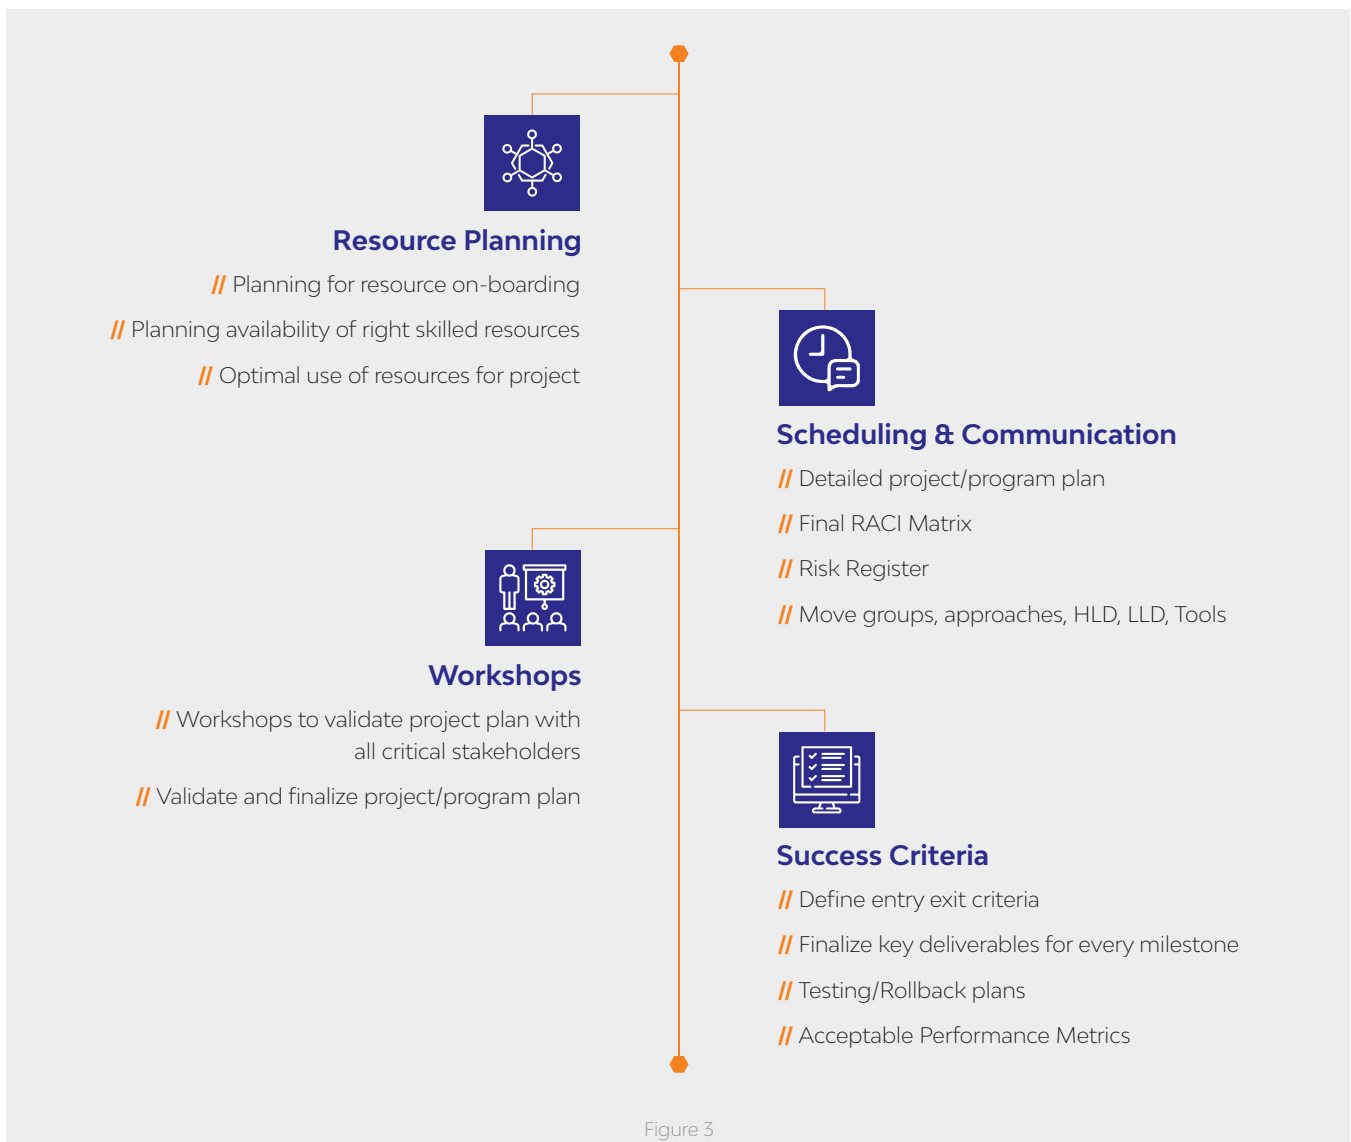 Resource Planning
// Planning for resource on-boarding
// Planning availability of right skilled resources
// Optimal use of resources for project
Scheduling & Communication
// Detailed project/program plan
// Final RACI Matrix
// Risk Register
// Move groups, approaches, HLD, LLD, Tools
Workshops
// Workshops to validate project plan with
all critical stakeholders
// Validate and finalize project/program plan
Success Criteria
// Define entry exit criteria
// Finalize key deliverables for every milestone
// Testing/Rollback plans
// Acceptable Performance Metrics
Figure 3